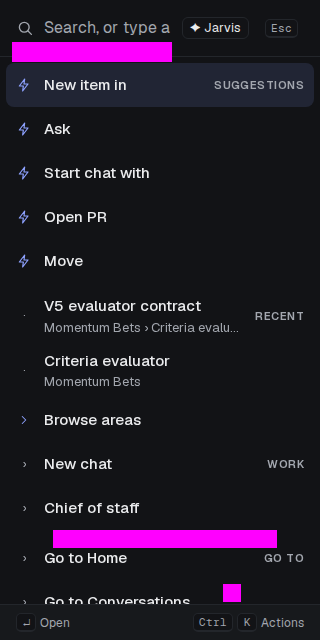 Search, or type a ✦ Jarvis Esc
New item in SUGGESTIONS
Ask
Start chat with
Open PR
Move
V5 evaluator contract RECENT
Momentum Bets › Criteria evalu...
Criteria evaluator
Momentum Bets
› Browse areas
› New chat WORK
› Chief of staff
› Go to Home GO TO
› Go to Conversations
↵ Open Ctrl K Actions